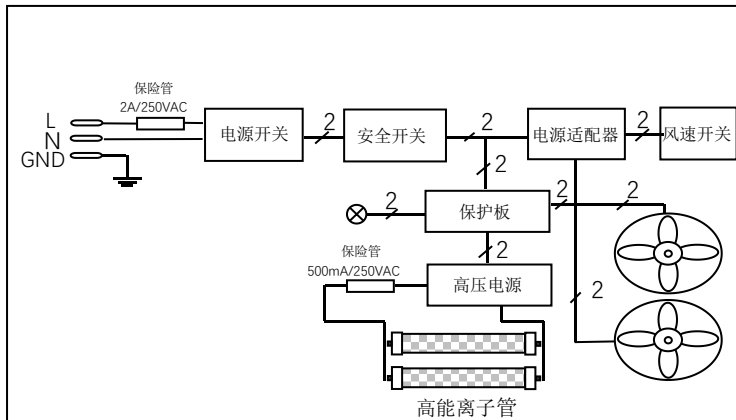 保险管
2A/250VAC
L
N
GND
电源开关
2
安全开关
2
电源适配器
2
风速开关
2
2
保护板
2
2
2
保险管
500mA/250VAC
高压电源
2
高能离子管